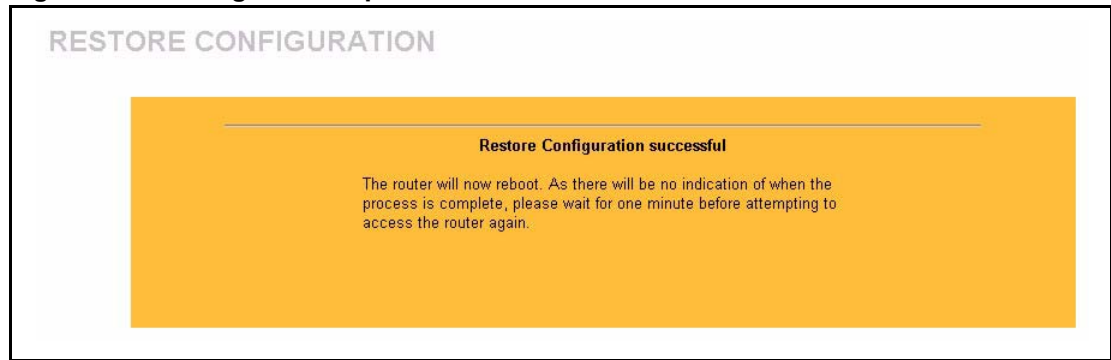 RESTORE CONFIGURATION
Restore Configuration successful
The router will now reboot. As there will be no indication of when the
process is complete, please wait for one minute before attempting to
access the router again.